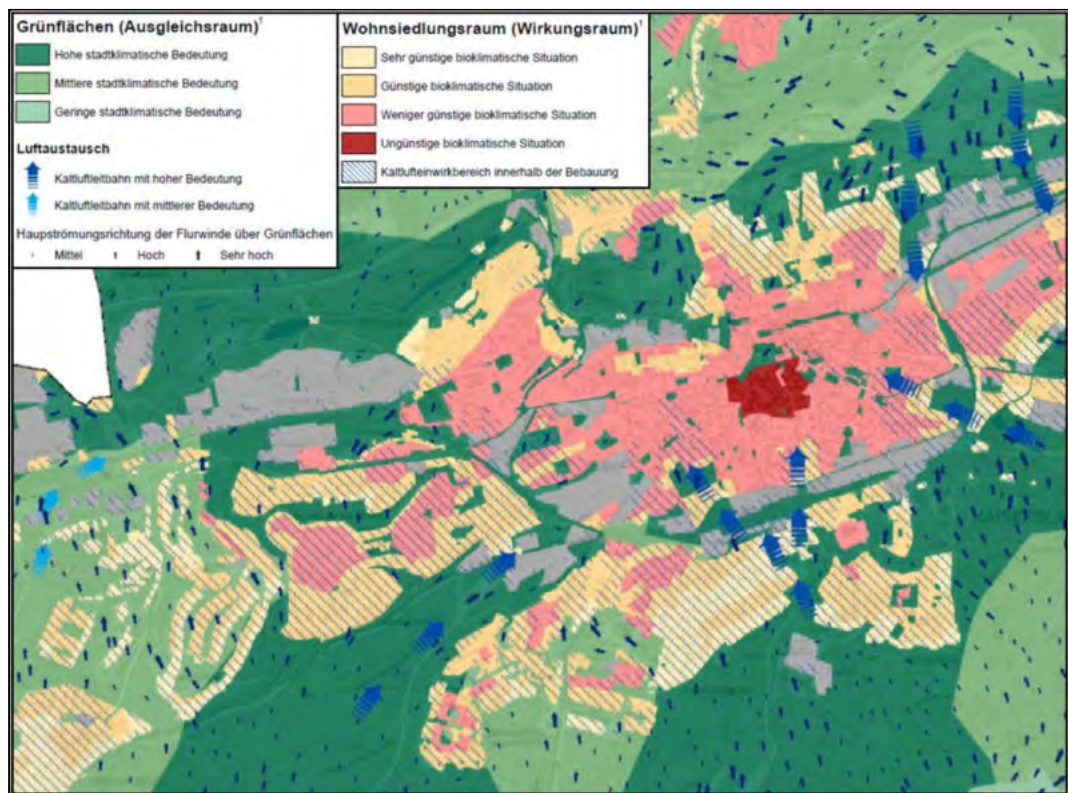 Grünflächen (Ausgleichsraum)¹
Hohe stadtklimatische Bedeutung
Mittlere stadtklimatische Bedeutung
Geringe stadtklimatische Bedeutung
Luftaustausch
Kaltluftleitbahn mit hoher Bedeutung
Kaltluftleitbahn mit mittlerer Bedeutung
Haupströmungsrichtung der Flurwinde über Grünflächen
Mittel Hoch Sehr hoch
Wohnsiedlungsraum (Wirkungsraum)¹
Sehr günstige bioklimatische Situation
Günstige bioklimatische Situation
Weniger günstige bioklimatische Situation
Ungünstige bioklimatische Situation
Kaltlufteinwirkbereich innerhalb der Bebauung